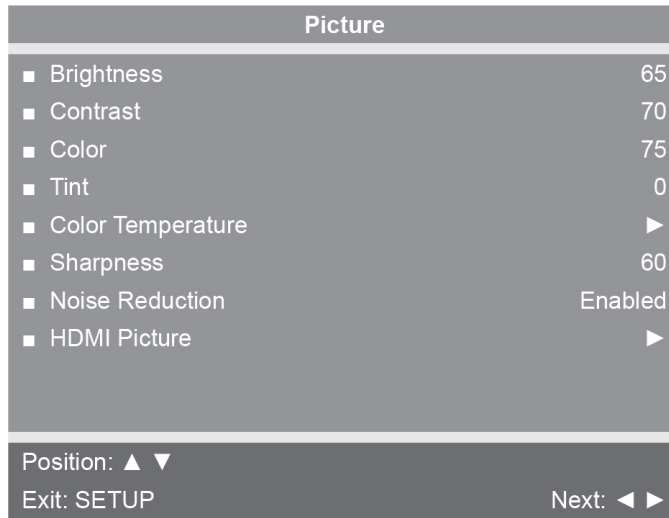 Picture
■ Brightness 65
■ Contrast 70
■ Color 75
■ Tint 0
■ Color Temperature ►
■ Sharpness 60
■ Noise Reduction Enabled
■ HDMI Picture ►
Position: ▲ ▼
Exit: SETUP Next: ◄ ►